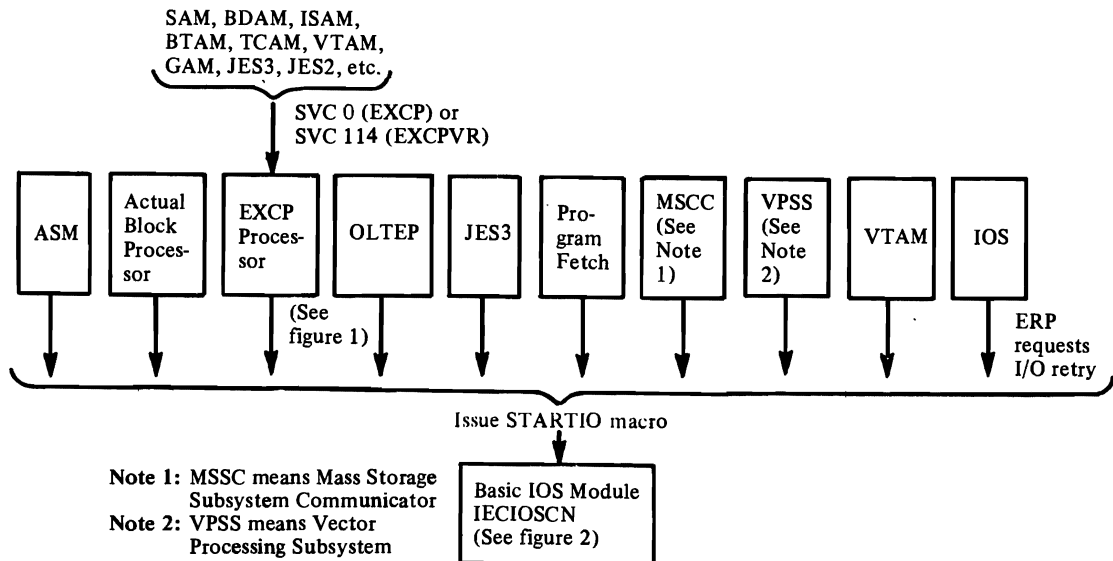 SAM, BDAM, ISAM,
BTAM, TCAM, VTAM,
GAM, JES3, JES2, etc.
SVC 0 (EXCP) or
SVC 114 (EXCPVR)
ASM
Actual
Block
Proces-
sor
EXCP
Proces-
sor
OLTEP
JES3
Pro-
gram
Fetch
MSCC
(See
Note
1)
VPSS
(See
Note
2)
VTAM
IOS
(See
figure 1)
ERP
requests
I/O retry
Issue STARTIO macro
Note 1: MSSC means Mass Storage
Subsystem Communicator
Note 2: VPSS means Vector
Processing Subsystem
Basic IOS Module
IECIOSCN
(See figure 2)